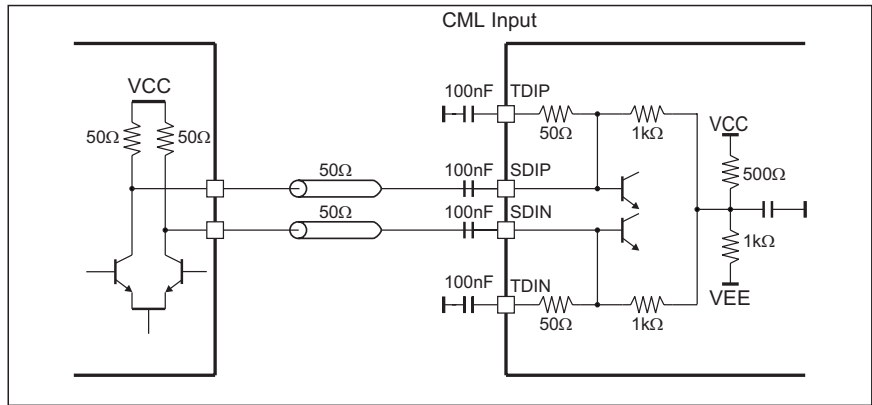 CML Input
VCC
50Ω 50Ω
50Ω
50Ω
100nF TDIP
50Ω 1kΩ
100nF SDIP
100nF SDIN
100nF TDIN
50Ω 1kΩ
VCC
500Ω
1kΩ
VEE